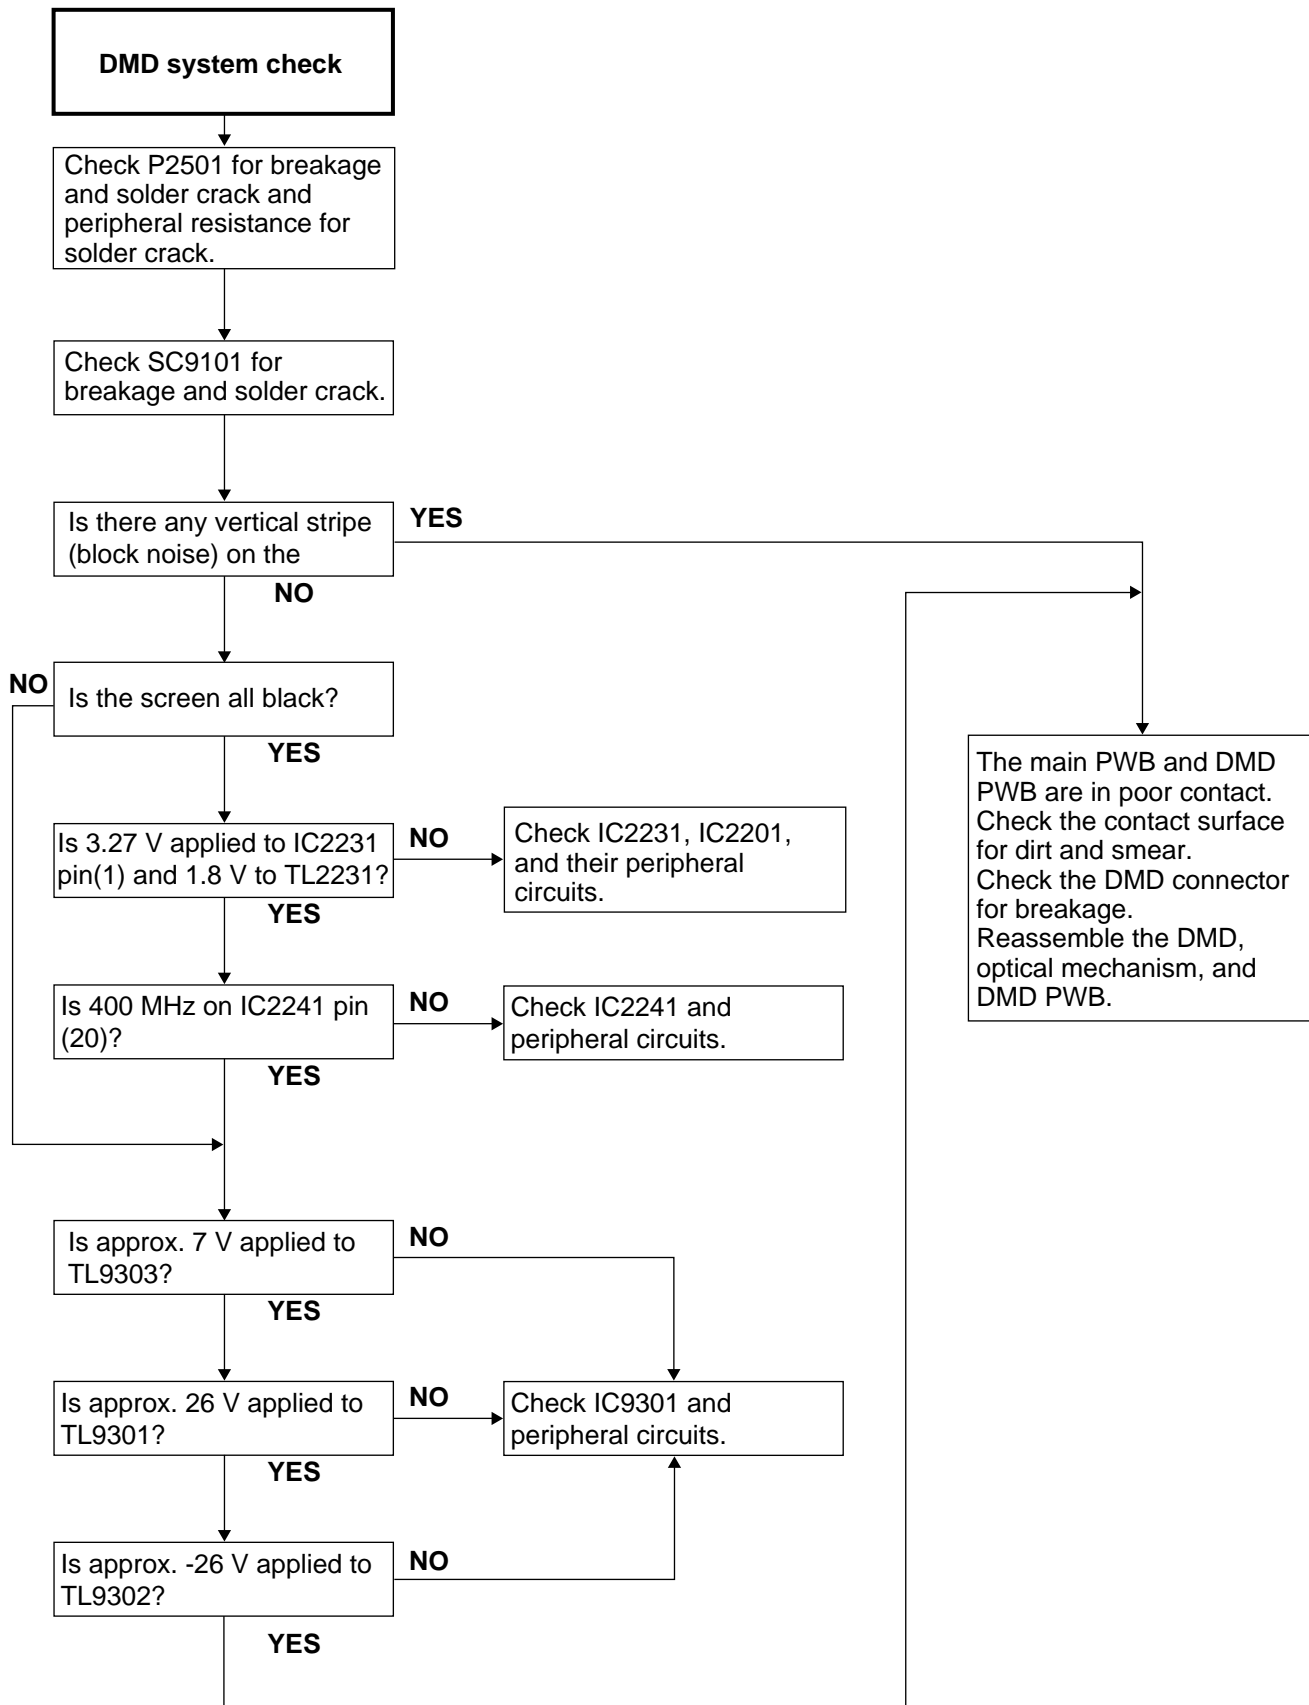 DMD system check
Check P2501 for breakage
and solder crack and
peripheral resistance for
solder crack.
Check SC9101 for
breakage and solder crack.
Is there any vertical stripe
(block noise) on the
YES
NO
NO
Is the screen all black?
YES
Is 3.27 V applied to IC2231
pin(1) and 1.8 V to TL2231?
NO
Check IC2231, IC2201,
and their peripheral
circuits.
YES
Is 400 MHz on IC2241 pin
(20)?
NO
Check IC2241 and
peripheral circuits.
YES
The main PWB and DMD
PWB are in poor contact.
Check the contact surface
for dirt and smear.
Check the DMD connector
for breakage.
Reassemble the DMD,
optical mechanism, and
DMD PWB.
Is approx. 7 V applied to
TL9303?
NO
YES
Is approx. 26 V applied to
TL9301?
NO
Check IC9301 and
peripheral circuits.
YES
Is approx. -26 V applied to
TL9302?
NO
YES